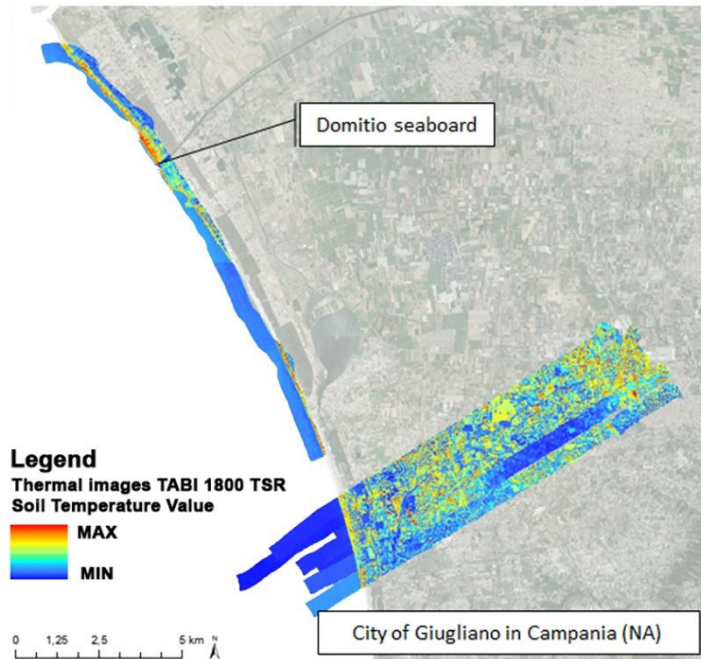 Domitio seaboard
Legend
Thermal images TABI 1800 TSR
Soil Temperature Value
MAX
MIN
0 1,25 2,5 5 km N
City of Giugliano in Campania (NA)